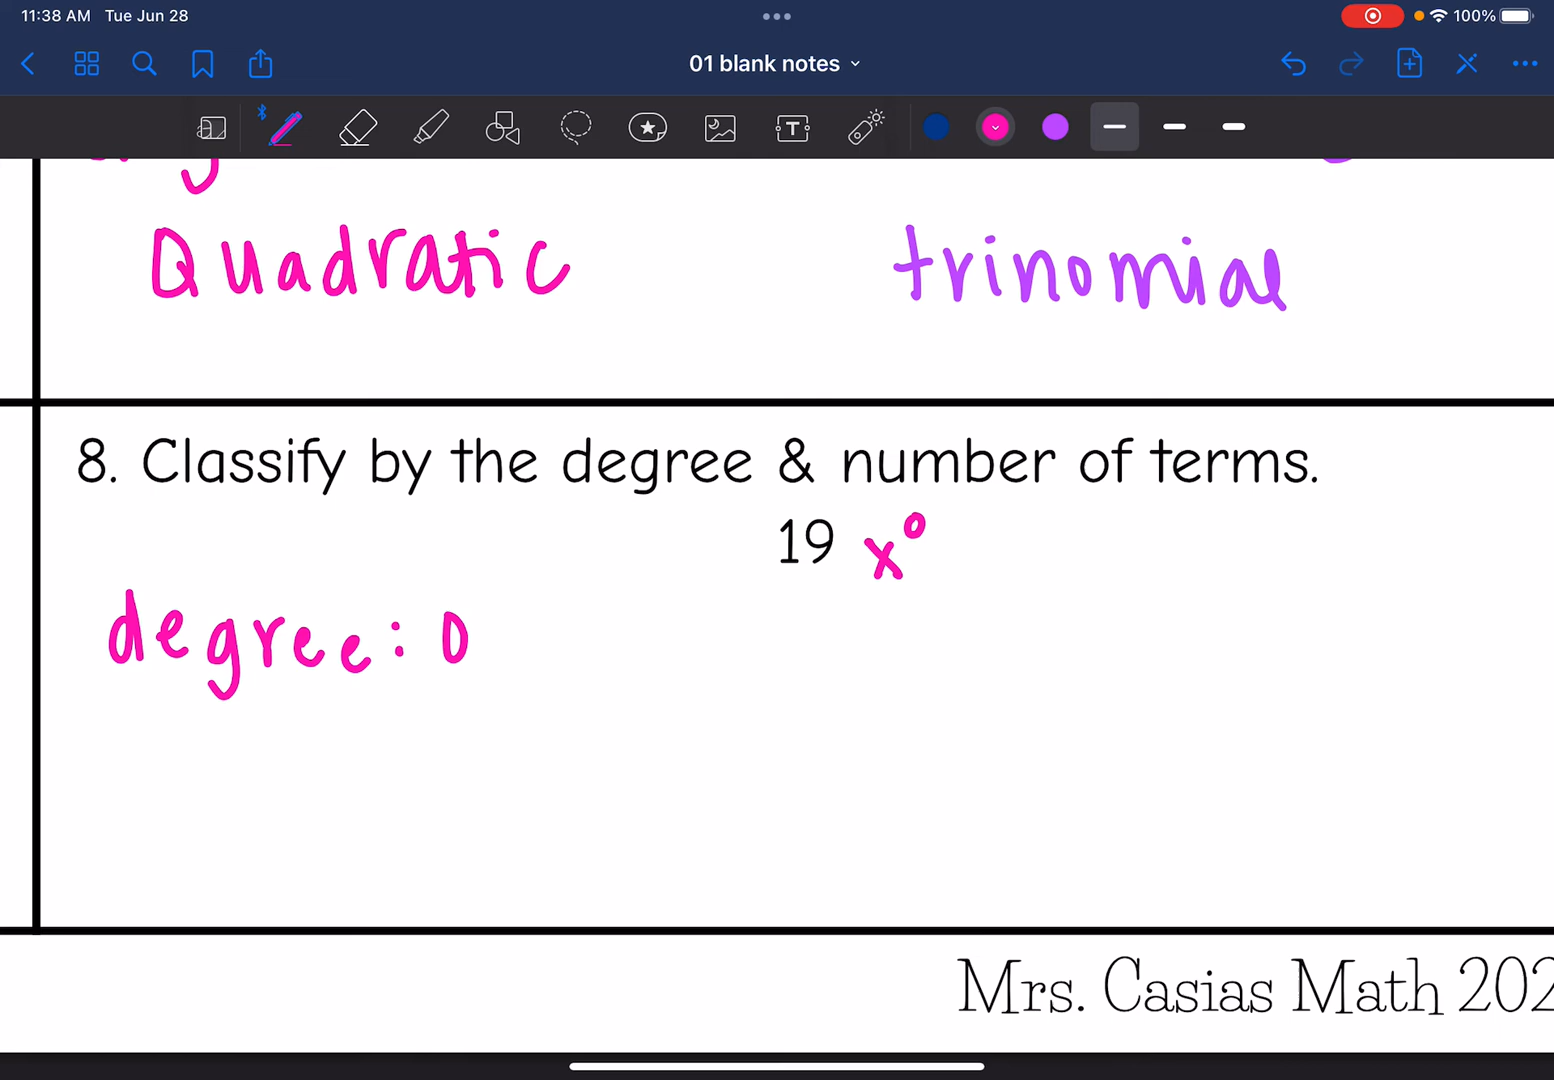 11:38 AM Tue Jun 28
100%
01 blank notes
T
Quadratic
trinomial
8. Classify by the degree & number of terms.
19 x⁰
degree: 0
Mrs. Casias Math 202